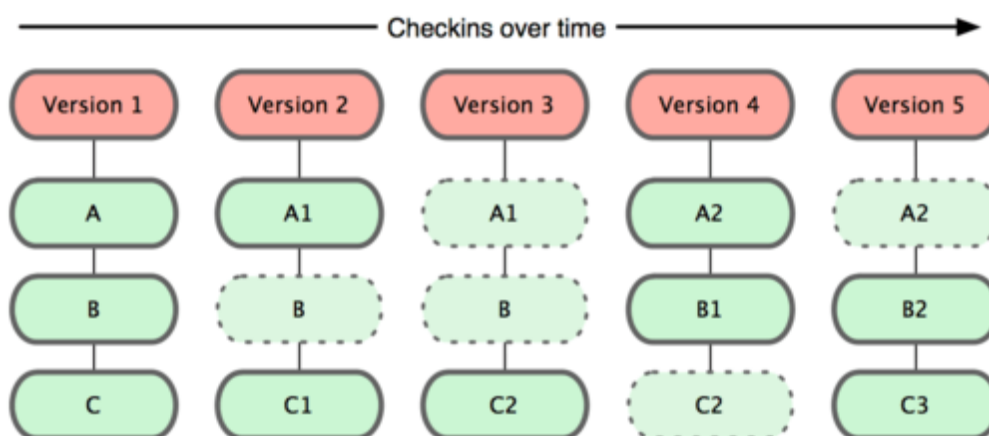 Checkins over time
Version 1 Version 2 Version 3 Version 4 Version 5
A A1 A1 A2 A2
B B B B1 B2
C C1 C2 C2 C3